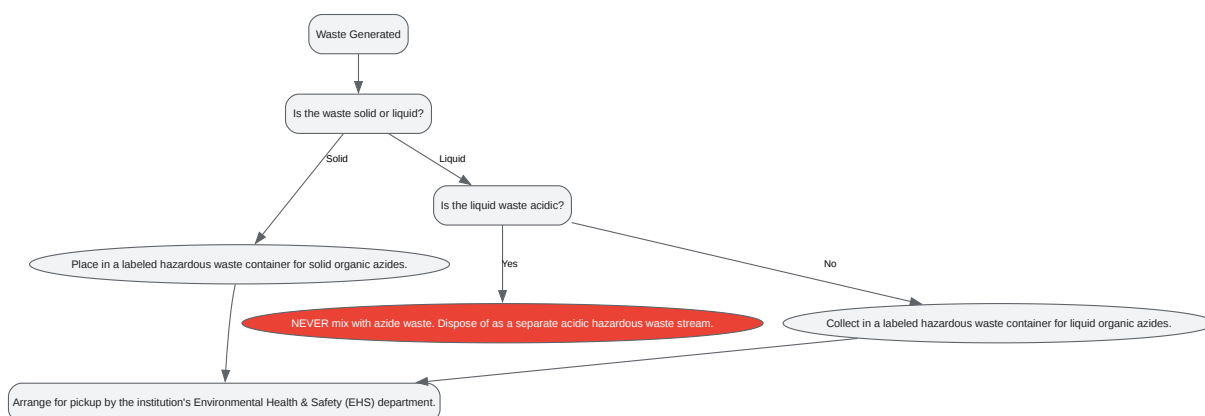 Waste Generated
Is the waste solid or liquid?
Solid
Liquid
Is the liquid waste acidic?
Place in a labeled hazardous waste container for solid organic azides.
Yes
No
NEVER mix with azide waste. Dispose of as a separate acidic hazardous waste stream.
Collect in a labeled hazardous waste container for liquid organic azides.
Arrange for pickup by the institution's Environmental Health & Safety (EHS) department.